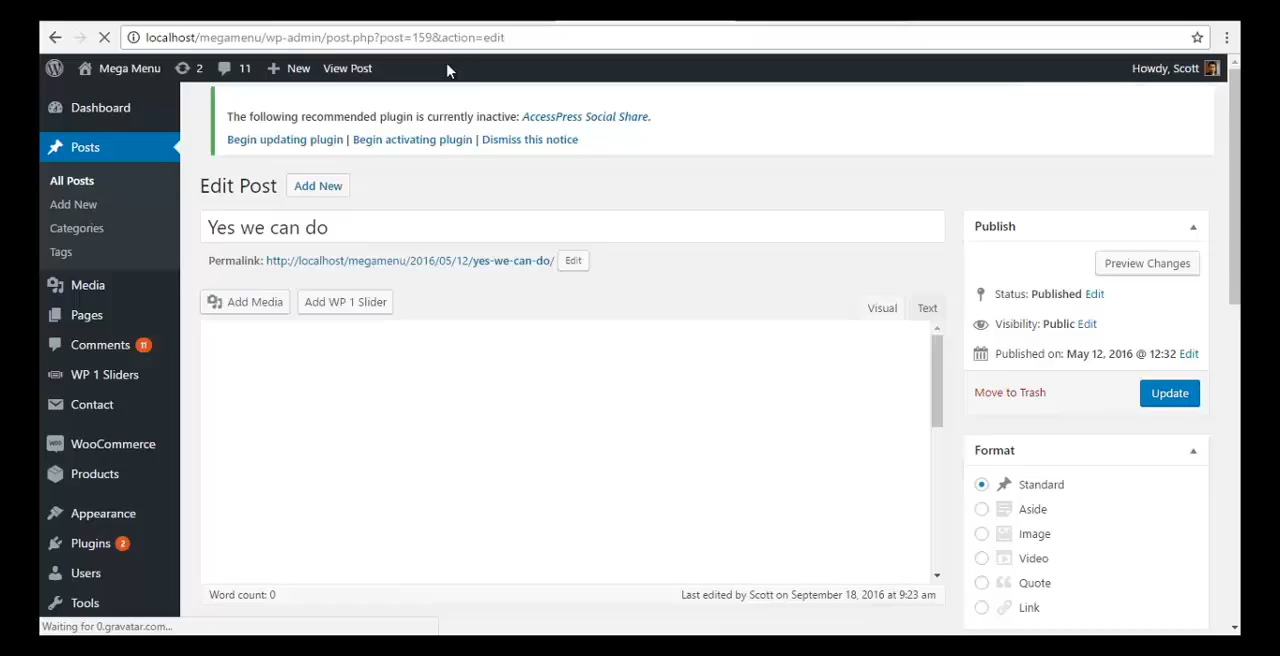 localhost/megamenu/wp-admin/post.php?post=159&action=edit
Mega Menu 2 11 New View Post Howdy, Scott
Dashboard
Posts
All Posts
Add New
Categories
Tags
Media
Pages
Comments 11
WP 1 Sliders
Contact
WooCommerce
Products
Appearance
Plugins 2
Users
Tools
The following recommended plugin is currently inactive: AccessPress Social Share.
Begin updating plugin | Begin activating plugin | Dismiss this notice
Edit Post Add New
Yes we can do
Permalink: http://localhost/megamenu/2016/05/12/yes-we-can-do/ Edit
Add Media Add WP 1 Slider
Visual Text
Word count: 0 Last edited by Scott on September 18, 2016 at 9:23 am
Publish
Preview Changes
Status: Published Edit
Visibility: Public Edit
Published on: May 12, 2016 @ 12:32 Edit
Move to Trash Update
Format
Standard
Aside
Image
Video
Quote
Link
Waiting for 0.gravatar.com...